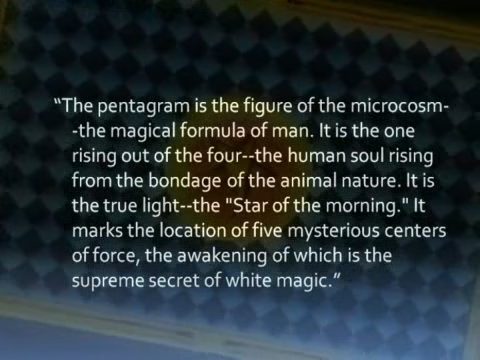 “The pentagram is the figure of the microcosm-
-the magical formula of man. It is the one
rising out of the four--the human soul rising
from the bondage of the animal nature. It is
the true light--the "Star of the morning." It
marks the location of five mysterious centers
of force, the awakening of which is the
supreme secret of white magic.”